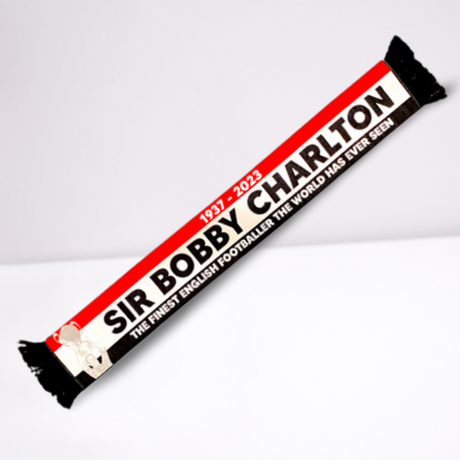 1937 - 2023
SIR BOBBY CHARLTON
THE FINEST ENGLISH FOOTBALLER THE WORLD HAS EVER SEEN